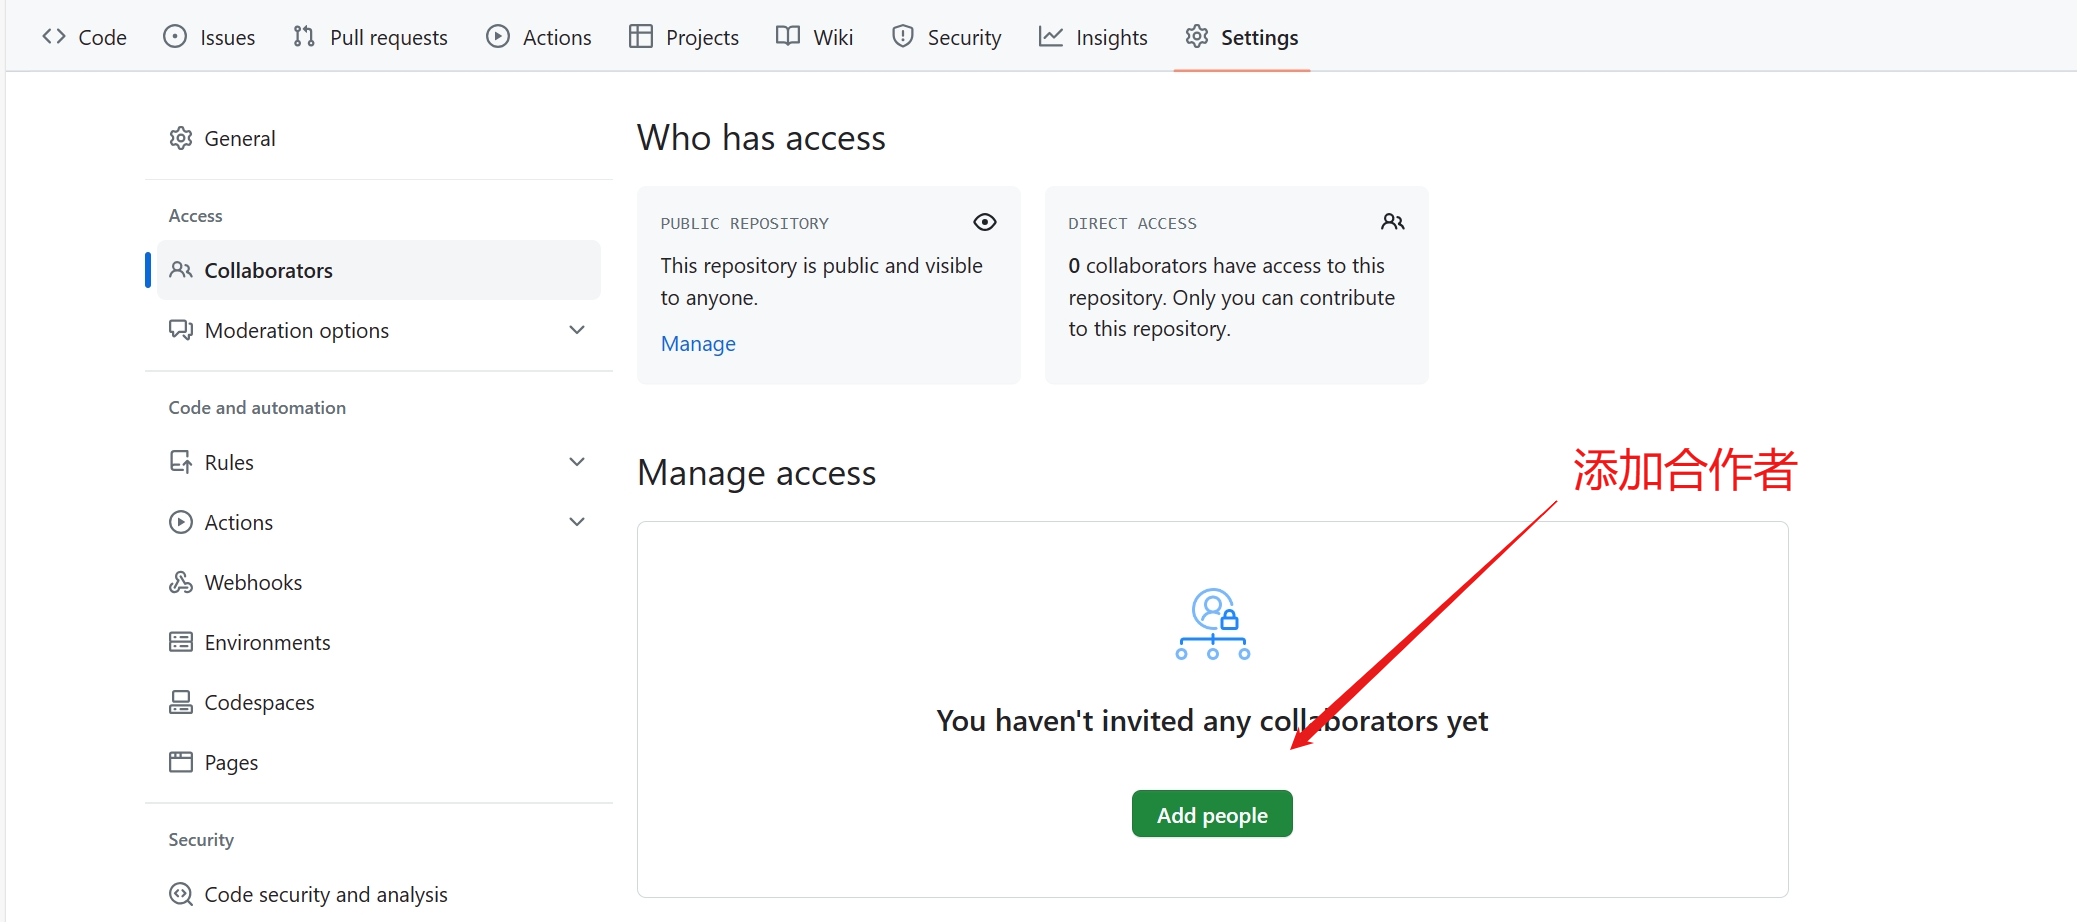 Code
Issues
Pull requests
Actions
Projects
Wiki
Security
Insights
Settings
General
Access
Collaborators
Moderation options
Code and automation
Rules
Actions
Webhooks
Environments
Codespaces
Pages
Security
Code security and analysis
Who has access
PUBLIC REPOSITORY
This repository is public and visible
to anyone.
Manage
DIRECT ACCESS
0 collaborators have access to this
repository. Only you can contribute
to this repository.
Manage access
添加合作者
You haven't invited any collaborators yet
Add people